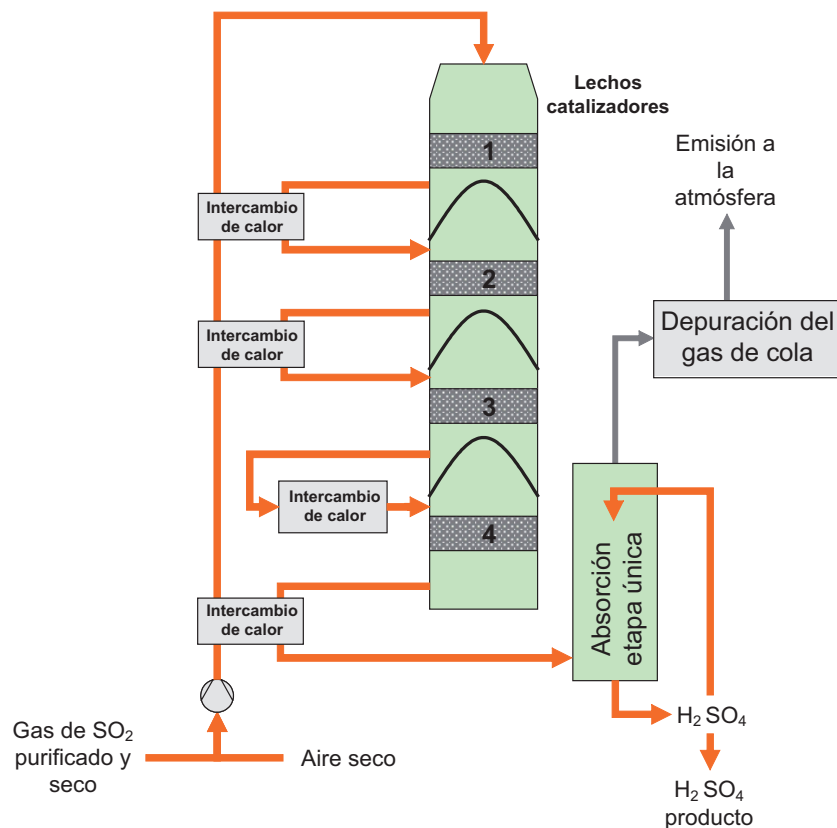 Lechos
catalizadores
1
Intercambio
de calor
2
Intercambio
de calor
3
Intercambio
de calor
4
Intercambio
de calor
Emisión a
la
atmósfera
Depuración del
gas de cola
Absorción
etapa única
Gas de SO₂
purificado y
seco
Aire seco
H₂ SO₄
H₂ SO₄
producto